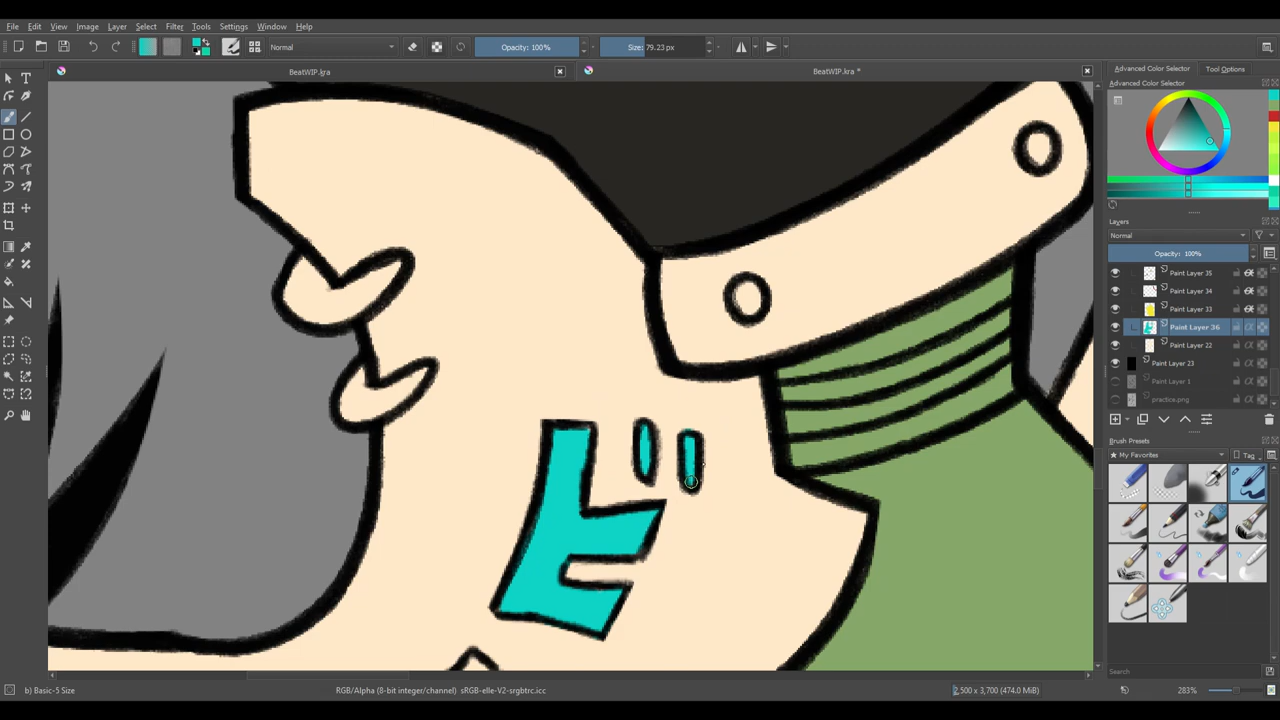 File Edit View Image Layer Select Filter Tools Settings Window Help
Normal Opacity: 100% Size: 79.23 px
BeatWIP.jpg BeatWIP.kra *
Advanced Color Selector Tool Options
Advanced Color Selector
Layers
Normal
Opacity: 100%
Paint Layer 35
Paint Layer 34
Paint Layer 33
Paint Layer 36
Paint Layer 22
Paint Layer 23
Paint Layer 1
practice.png
Brush Presets
My Favorites Tag
ビ
Search
b) Basic-5 Size RGB/Alpha (8-bit integer/channel) sRGB-elle-V2-srgbtrc.icc 2,500 x 3,700 (474.0 MiB) 283%